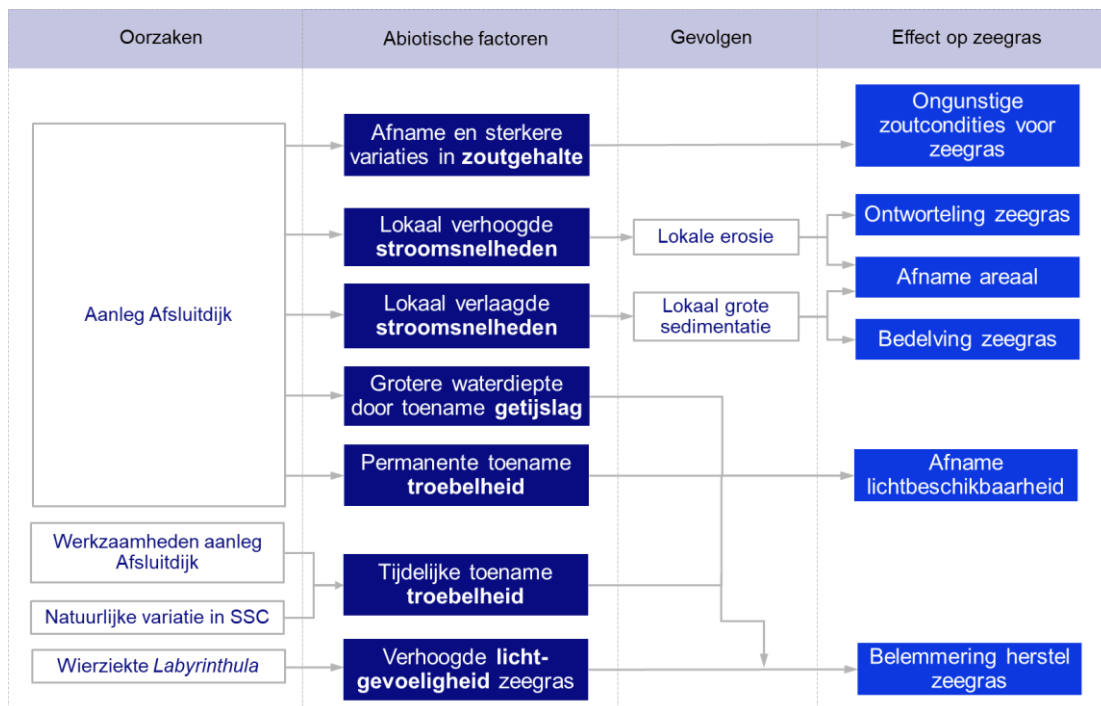 Oorzaken
Abiotische factoren
Gevolgen
Effect op zeegras
Aanleg Afsluitdijk
Werkzaamheden aanleg
Afsluitdijk
Natuurlijke variatie in SSC
Wierziekte Labyrinthula
Afname en sterkere
variaties in zoutgehalte
Lokaal verhoogde
stroomsnelheden
Lokaal verlaagde
stroomsnelheden
Grotere waterdiepte
door toename getijslag
Permanente toename
troebelheid
Tijdelijke toename
troebelheid
Verhoogde licht-
gevoeligheid zeegras
Lokale erosie
Lokaal grote
sedimentatie
Ongunstige
zoutcondities voor
zeegras
Ontworteling zeegras
Afname areaal
Bedelving zeegras
Afname
lichtbeschikbaarheid
Belemmering herstel
zeegras